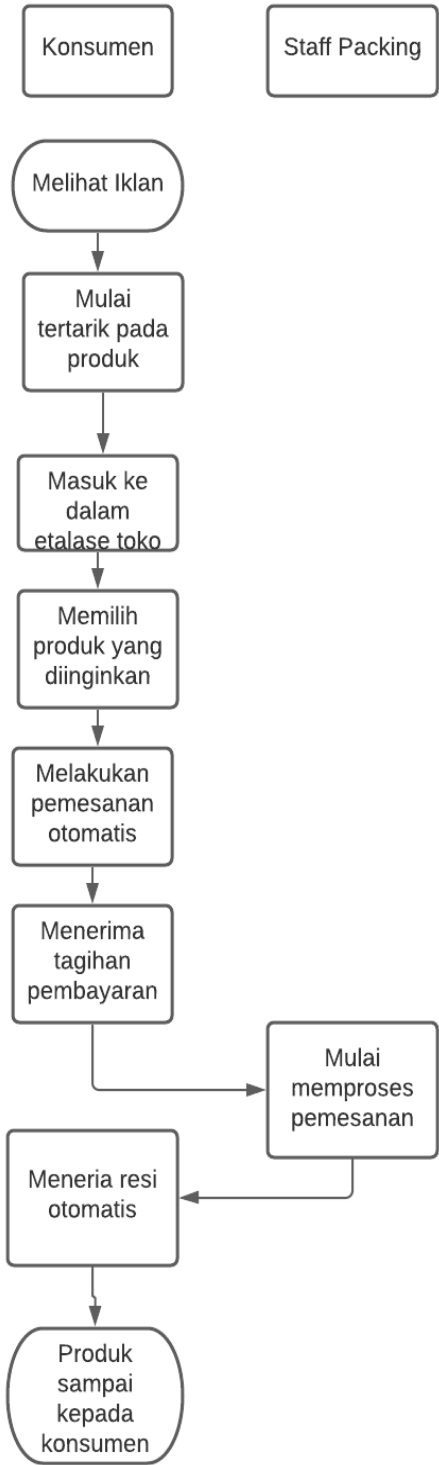 Konsumen
Staff Packing
Melihat Iklan
Mulai
tertarik pada
produk
Masuk ke
dalam
etalase toko
Memilih
produk yang
diinginkan
Melakukan
pemesanan
otomatis
Menerima
tagihan
pembayaran
Mulai
memproses
pemesanan
Meneria resi
otomatis
Produk
sampai
kepada
konsumen